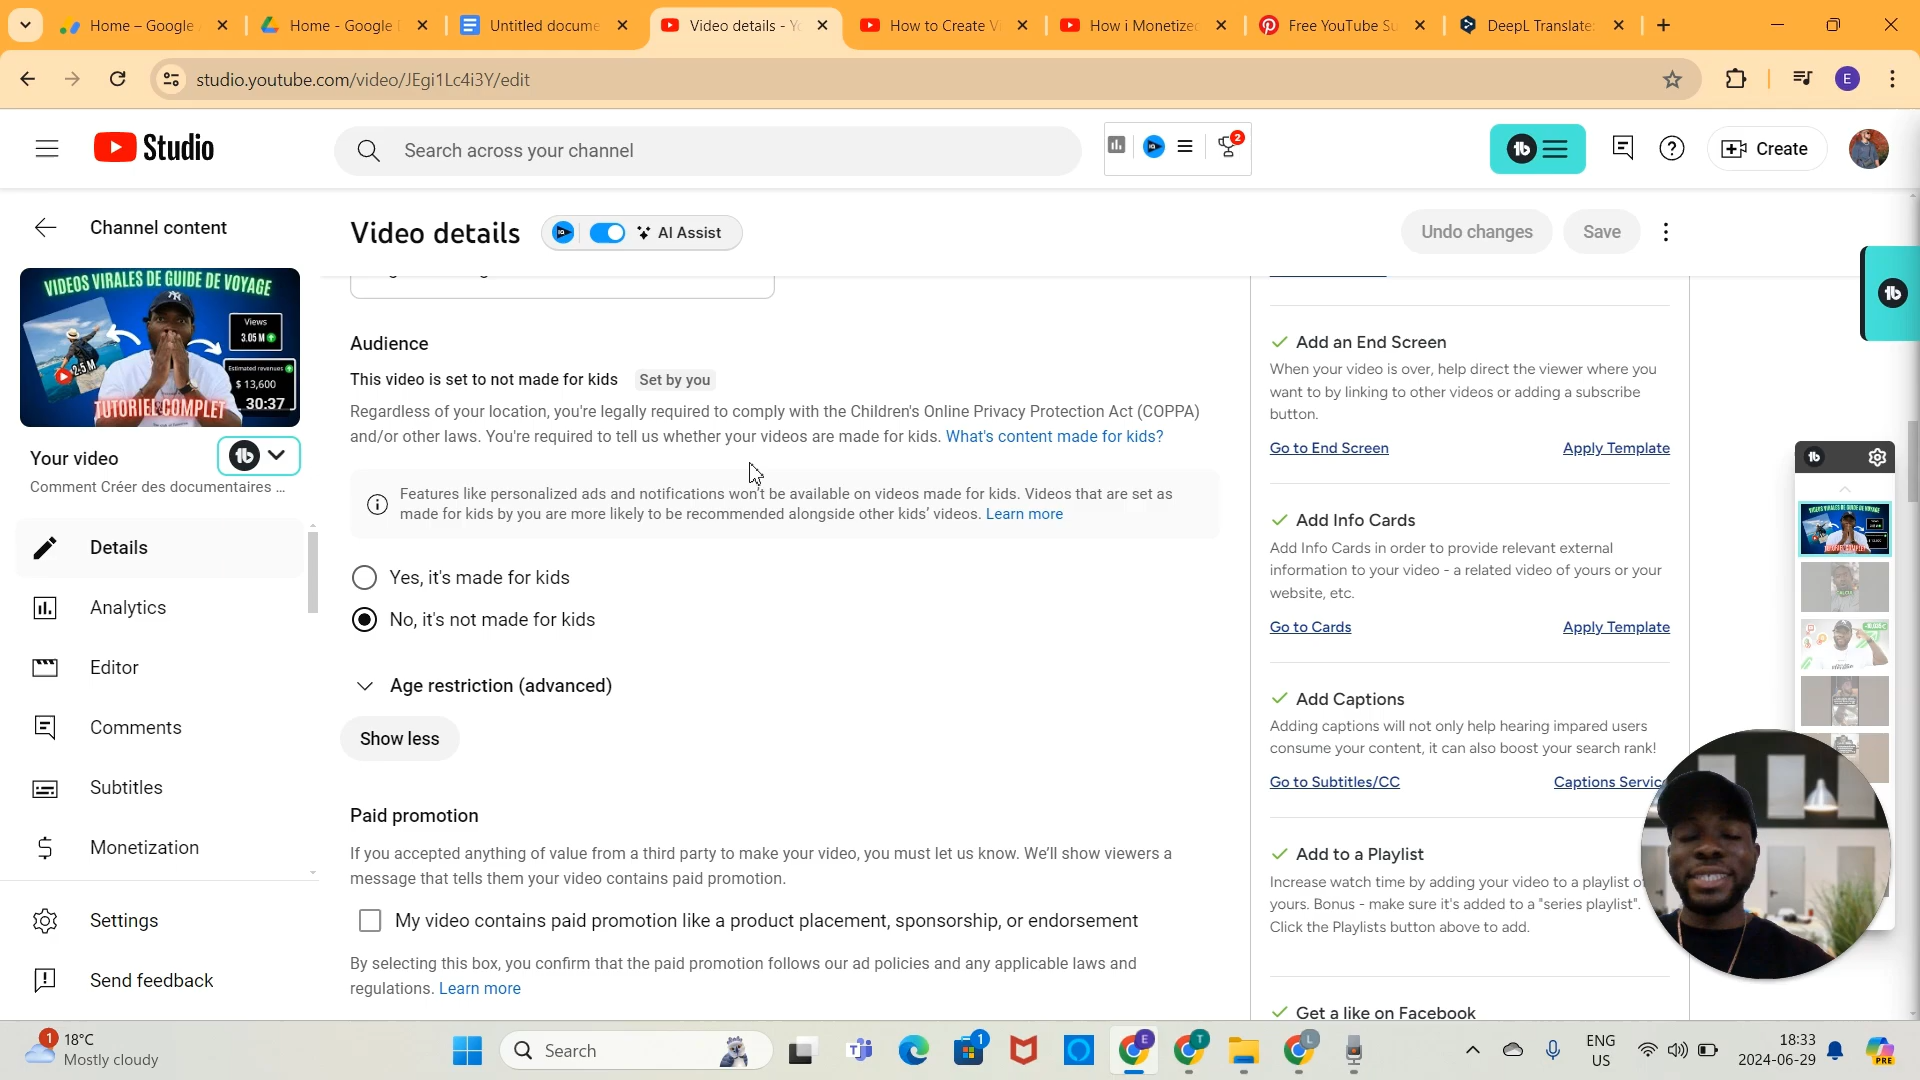 Home – Google
Home - Google
Untitled docume
Video details - Yo
How to Create Vi
How i Monetized
Free YouTube Su
DeepL Translate:
studio.youtube.com/video/JEgi1Lc4i3Y/edit
E
Studio
Search across your channel
2
Create
Channel content
Video details
AI Assist
Undo changes
Save
VIDEOS VIRALES DE GUIDE DE VOYAGE
Views
3.05 M
2.5 M
Estimated revenues
$ 13,600
TUTORIEL COMPLET
30:37
Your video
Comment Créer des documentaires ...
Details
Analytics
Editor
Comments
Subtitles
Monetization
Settings
Send feedback
Audience
This video is set to not made for kids Set by you
Regardless of your location, you're legally required to comply with the Children's Online Privacy Protection Act (COPPA)
and/or other laws. You're required to tell us whether your videos are made for kids. What's content made for kids?
Features like personalized ads and notifications won't be available on videos made for kids. Videos that are set as
made for kids by you are more likely to be recommended alongside other kids' videos. Learn more
Yes, it's made for kids
No, it's not made for kids
Age restriction (advanced)
Show less
Paid promotion
If you accepted anything of value from a third party to make your video, you must let us know. We'll show viewers a
message that tells them your video contains paid promotion.
My video contains paid promotion like a product placement, sponsorship, or endorsement
By selecting this box, you confirm that the paid promotion follows our ad policies and any applicable laws and
regulations. Learn more
Add an End Screen
When your video is over, help direct the viewer where you
want to by linking to other videos or adding a subscribe
button.
Go to End Screen Apply Template
Add Info Cards
Add Info Cards in order to provide relevant external
information to your video - a related video of yours or your
website, etc.
Go to Cards Apply Template
Add Captions
Adding captions will not only help hearing impared users
consume your content, it can also boost your search rank!
Go to Subtitles/CC Captions Servic
Add to a Playlist
Increase watch time by adding your video to a playlist o
yours. Bonus - make sure it's added to a "series playlist".
Click the Playlists button above to add.
Get a like on Facebook
1
18°C
Mostly cloudy
Search
1
E
T
L
ENG
US
18:33
2024-06-29
PRE